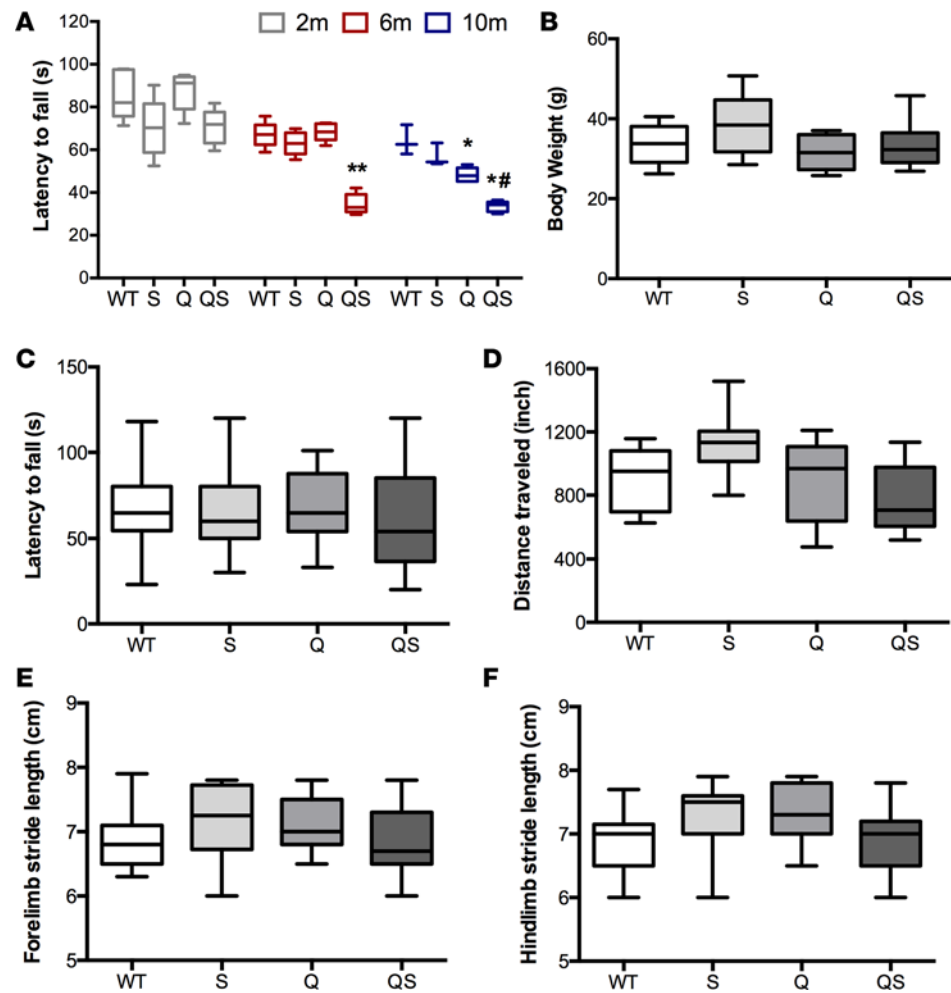 A
2m 6m 10m
Latency to fall (s)
120
100
80
60
40
20
0
**
*
*#
WT S Q QS WT S Q QS WT S Q QS
B
Body Weight (g)
60
40
20
0
WT S Q QS
C
Latency to fall (s)
150
100
50
0
WT S Q QS
D
Distance traveled (inch)
1600
1200
800
400
0
WT S Q QS
E
Forelimb stride length (cm)
9
8
7
6
5
WT S Q QS
F
Hindlimb stride length (cm)
9
8
7
6
5
WT S Q QS